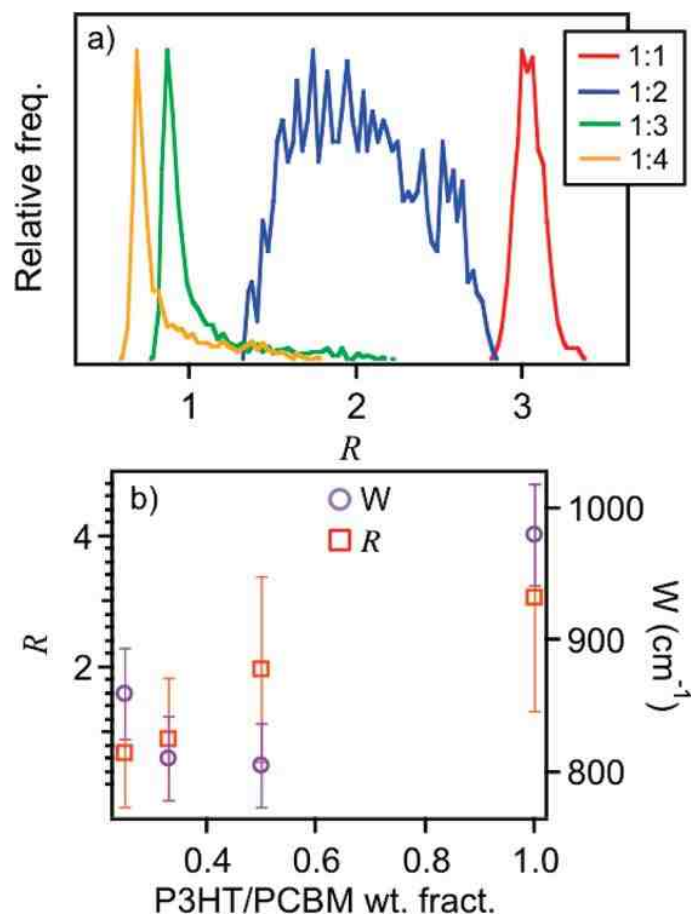 a)
1:1
1:2
1:3
1:4
Relative freq.
1 2 3
R
b)
W
R
4
2
R
1000
900
800
W (cm⁻¹)
0.4 0.6 0.8 1.0
P3HT/PCBM wt. fract.